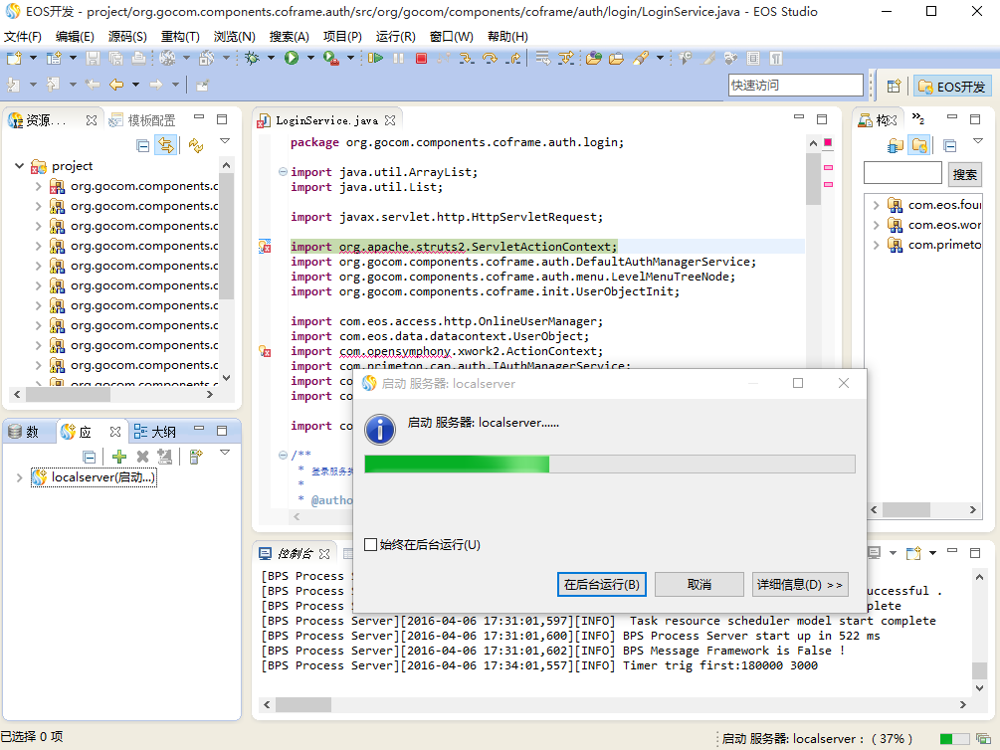 EOS开发 - project/org.gocom.components.coframe.auth/src/org/gocom/components/coframe/auth/login/LoginService.java - EOS Studio
文件(F) 编辑(E) 源码(S) 重构(T) 浏览(N) 搜索(A) 项目(P) 运行(R) 窗口(W) 帮助(H)
快速访问
EOS开发
资源...
模板配置
project
org.gocom.components.c
org.gocom.components.c
org.gocom.components.c
org.gocom.components.c
org.gocom.components.c
org.gocom.components.c
org.gocom.components.c
org.gocom.components.c
org.gocom.components.c
org.gocom.components.c
org.gocom.components.c
数
应
大纲
localserver(启动...)
LoginService.java
package org.gocom.components.coframe.auth.login;
import java.util.ArrayList;
import java.util.List;
import javax.servlet.http.HttpServletRequest;
import org.apache.struts2.ServletActionContext;
import org.gocom.components.coframe.auth.DefaultAuthManagerService;
import org.gocom.components.coframe.auth.menu.LevelMenuTreeNode;
import org.gocom.components.coframe.init.UserObjectInit;
import com.eos.access.http.OnlineUserManager;
import com.eos.data.datacontext.UserObject;
import com.opensymphony.xwork2.ActionContext;
import com.primeton.cap.auth.IAuthManagerService;
import co
import co
import co
/**
* 登录服务类
*
* @autho
构
»2
搜索
com.eos.four
com.eos.wor
com.primeto
启动 服务器: localserver
启动 服务器: localserver......
始终在后台运行(U)
在后台运行(B)
取消
详细信息(D) >>
控制台
[BPS Process S
[BPS Process S uccessful .
[BPS Process S plete
[BPS Process Server][2016-04-06 17:31:01,597][INFO] Task resource scheduler model start complete
[BPS Process Server][2016-04-06 17:31:01,600][INFO] BPS Process Server start up in 522 ms
[BPS Process Server][2016-04-06 17:31:01,602][INFO] BPS Message Framework is False !
[BPS Process Server][2016-04-06 17:34:01,557][INFO] Timer trig first:180000 3000
已选择 0 项
启动 服务器: localserver : ( 37% )